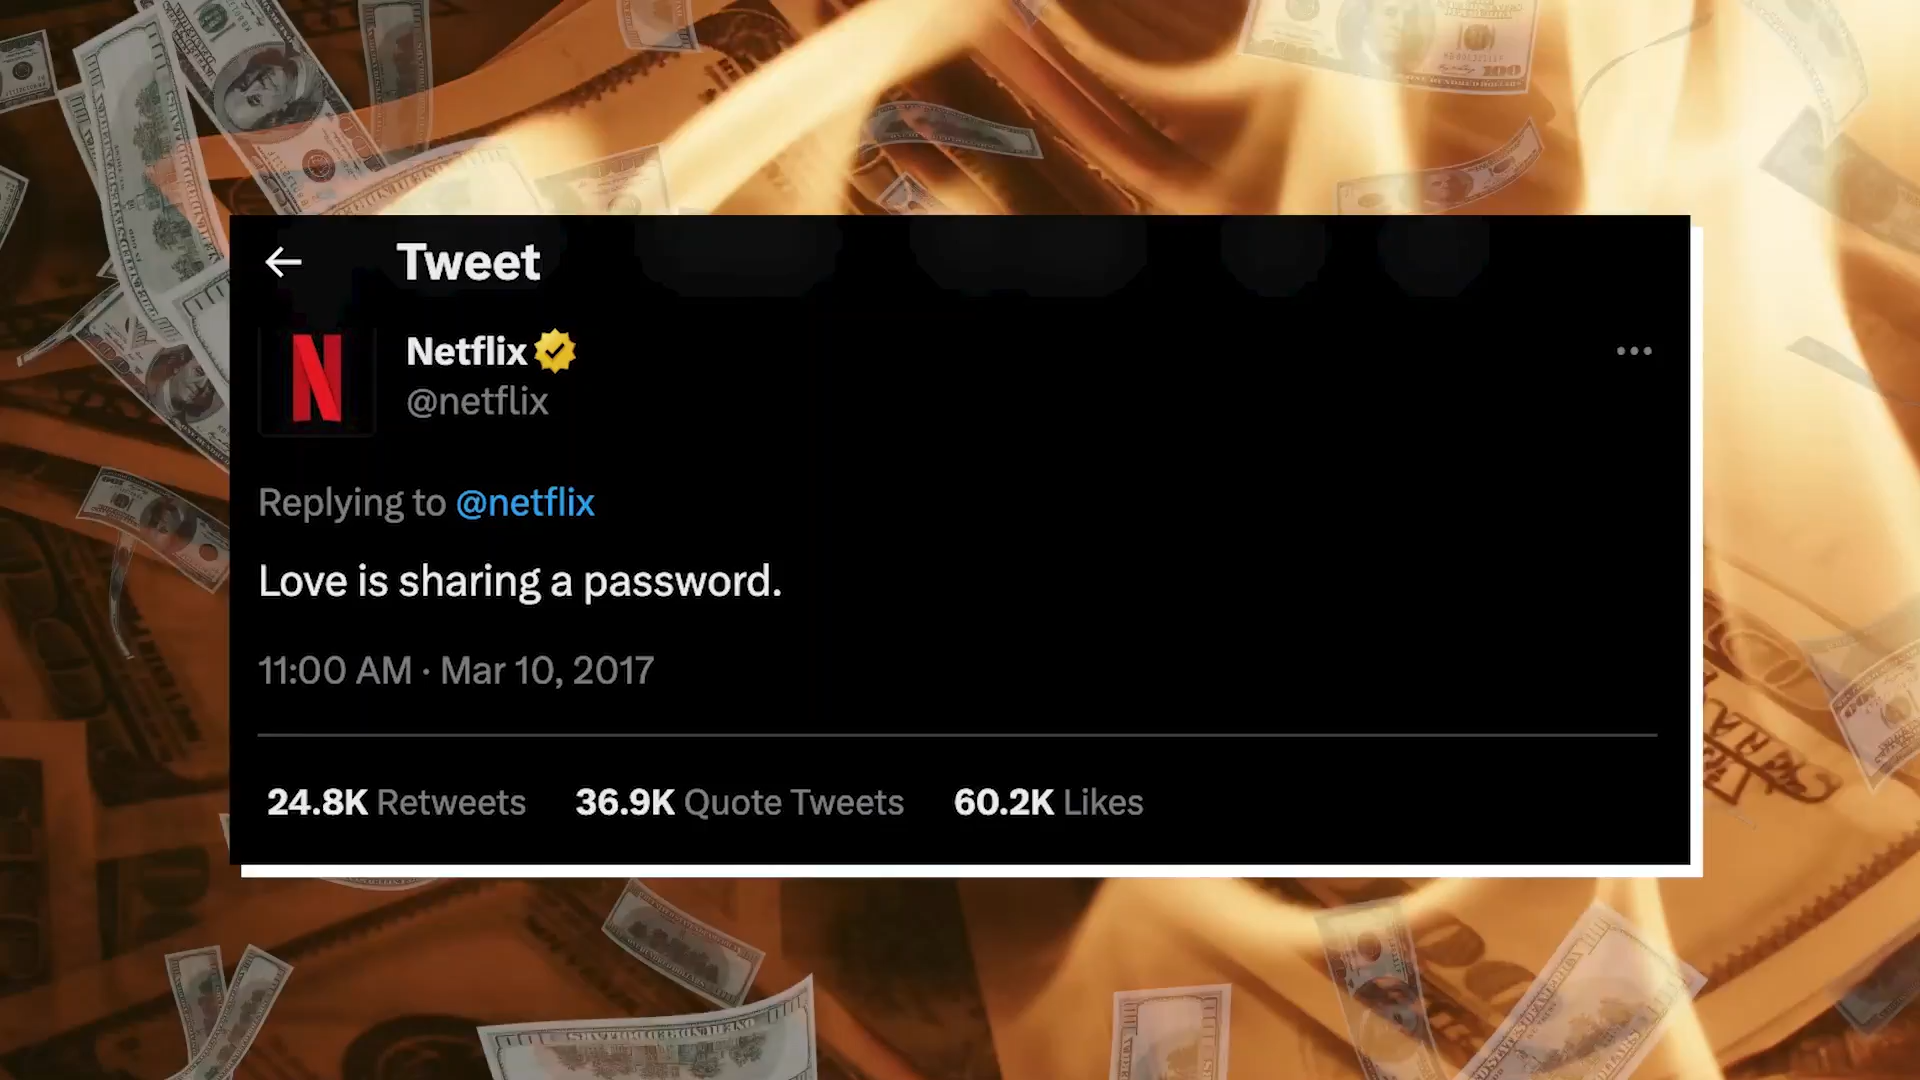 Tweet
Netflix
@netflix
Replying to @netflix
Love is sharing a password.
11:00 AM · Mar 10, 2017
24.8K Retweets 36.9K Quote Tweets 60.2K Likes